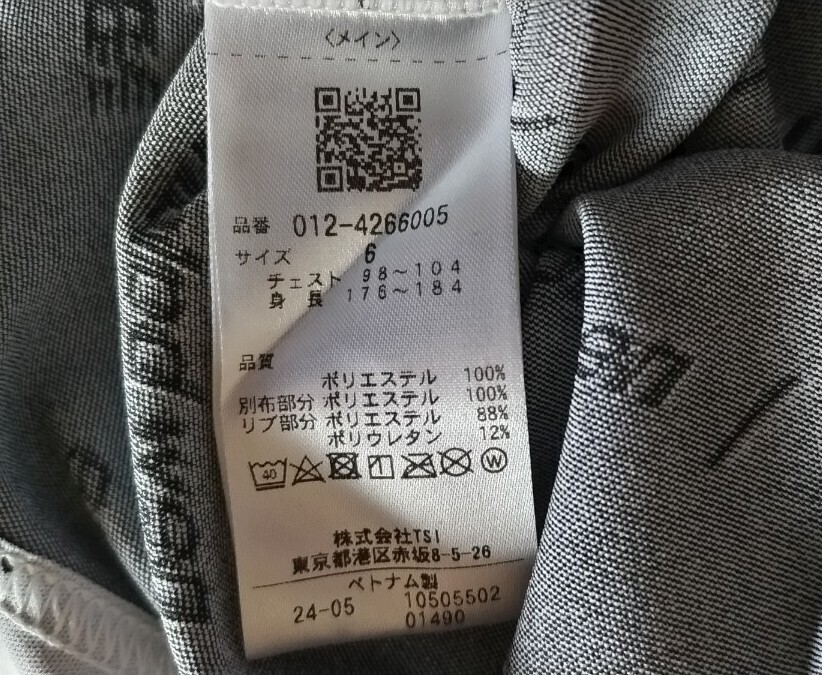 〈メイン〉
品番 012-4266005
サイズ 6
チェスト 98～104
身長 176～184
品質
ポリエステル 100%
別布部分 ポリエステル 100%
リブ部分 ポリエステル 88%
ポリウレタン 12%
40 W
株式会社TSI
東京都港区赤坂8-5-26
ベトナム製
24-05 10505502
01490